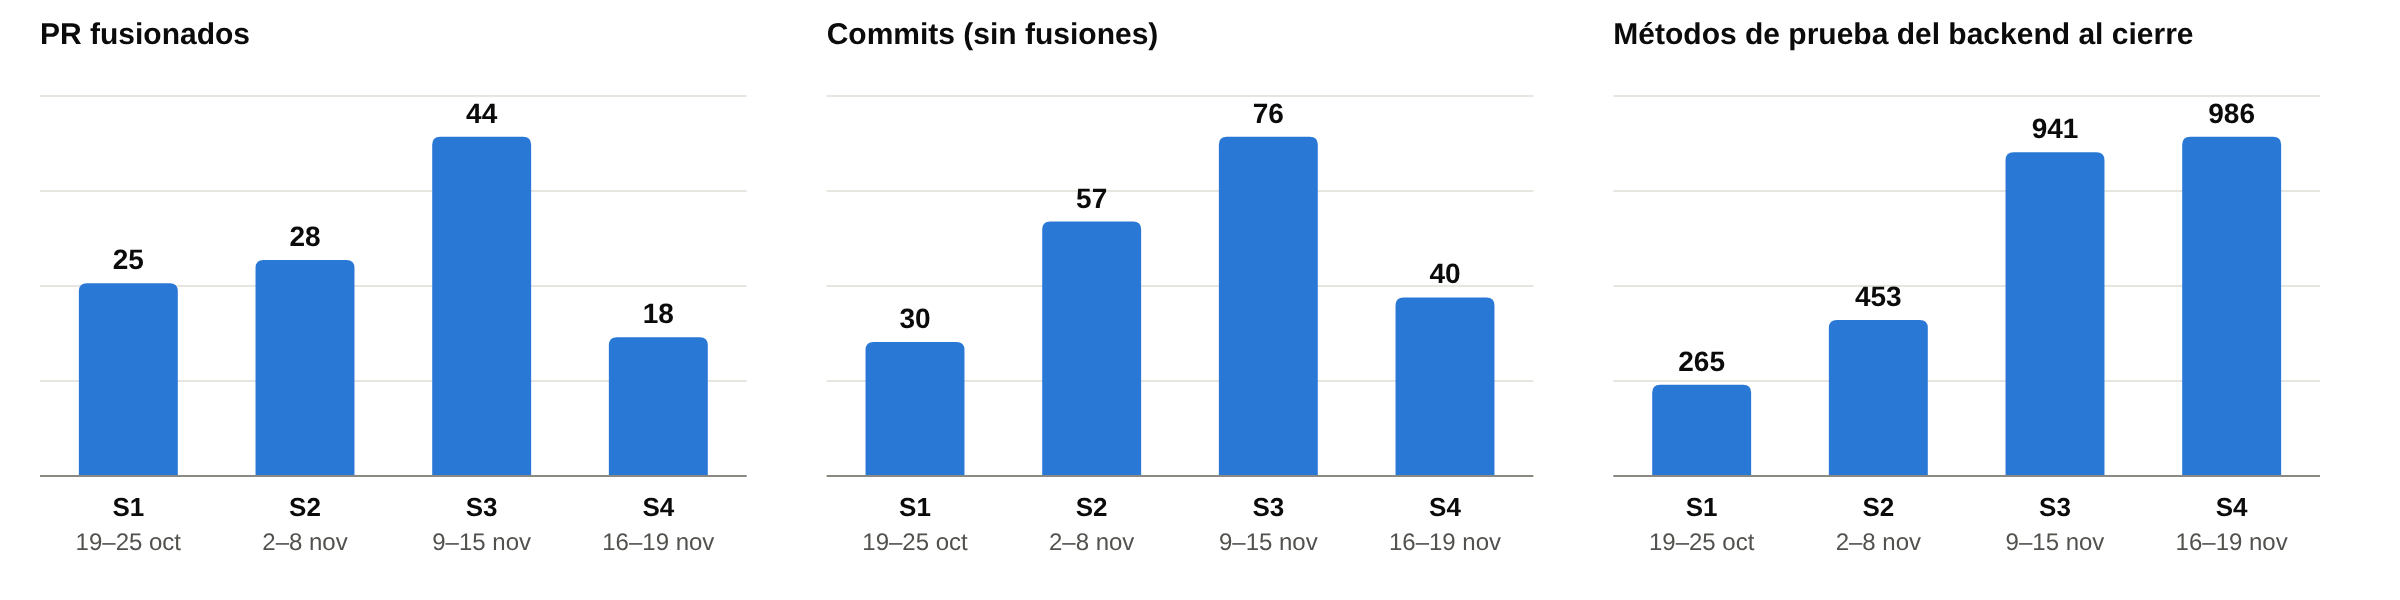 PR fusionados
44
28
25
18
S1 S2 S3 S4
19–25 oct 2–8 nov 9–15 nov 16–19 nov
Commits (sin fusiones)
76
57
40
30
S1 S2 S3 S4
19–25 oct 2–8 nov 9–15 nov 16–19 nov
Métodos de prueba del backend al cierre
986
941
453
265
S1 S2 S3 S4
19–25 oct 2–8 nov 9–15 nov 16–19 nov